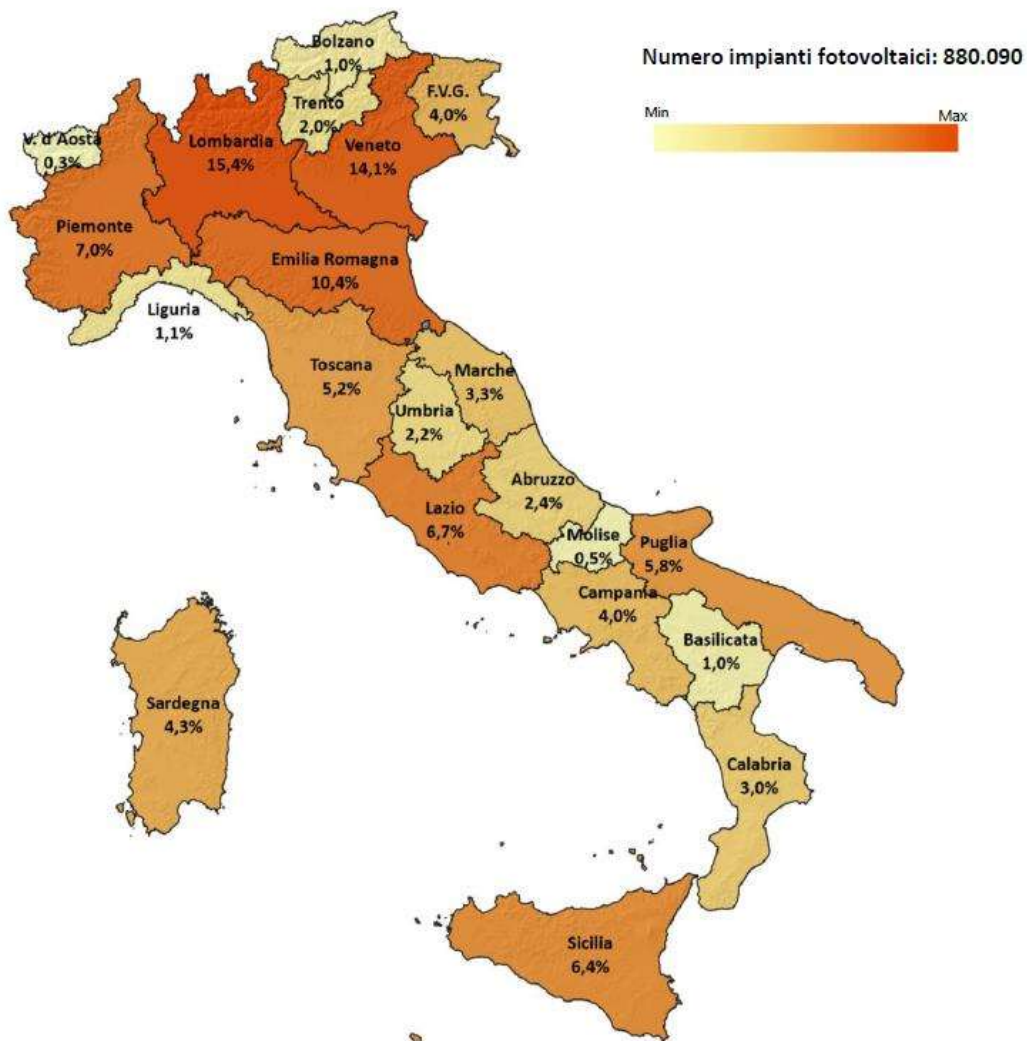 Numero impianti fotovoltaici: 880.090
Min
Max
Bolzano
1,0%
Trento
2,0%
F.V.G.
4,0%
V. d'Aosta
0,3%
Lombardia
15,4%
Veneto
14,1%
Piemonte
7,0%
Emilia Romagna
10,4%
Liguria
1,1%
Toscana
5,2%
Marche
3,3%
Umbria
2,2%
Abruzzo
2,4%
Lazio
6,7%
Molise
0,5%
Puglia
5,8%
Campania
4,0%
Basilicata
1,0%
Sardegna
4,3%
Calabria
3,0%
Sicilia
6,4%